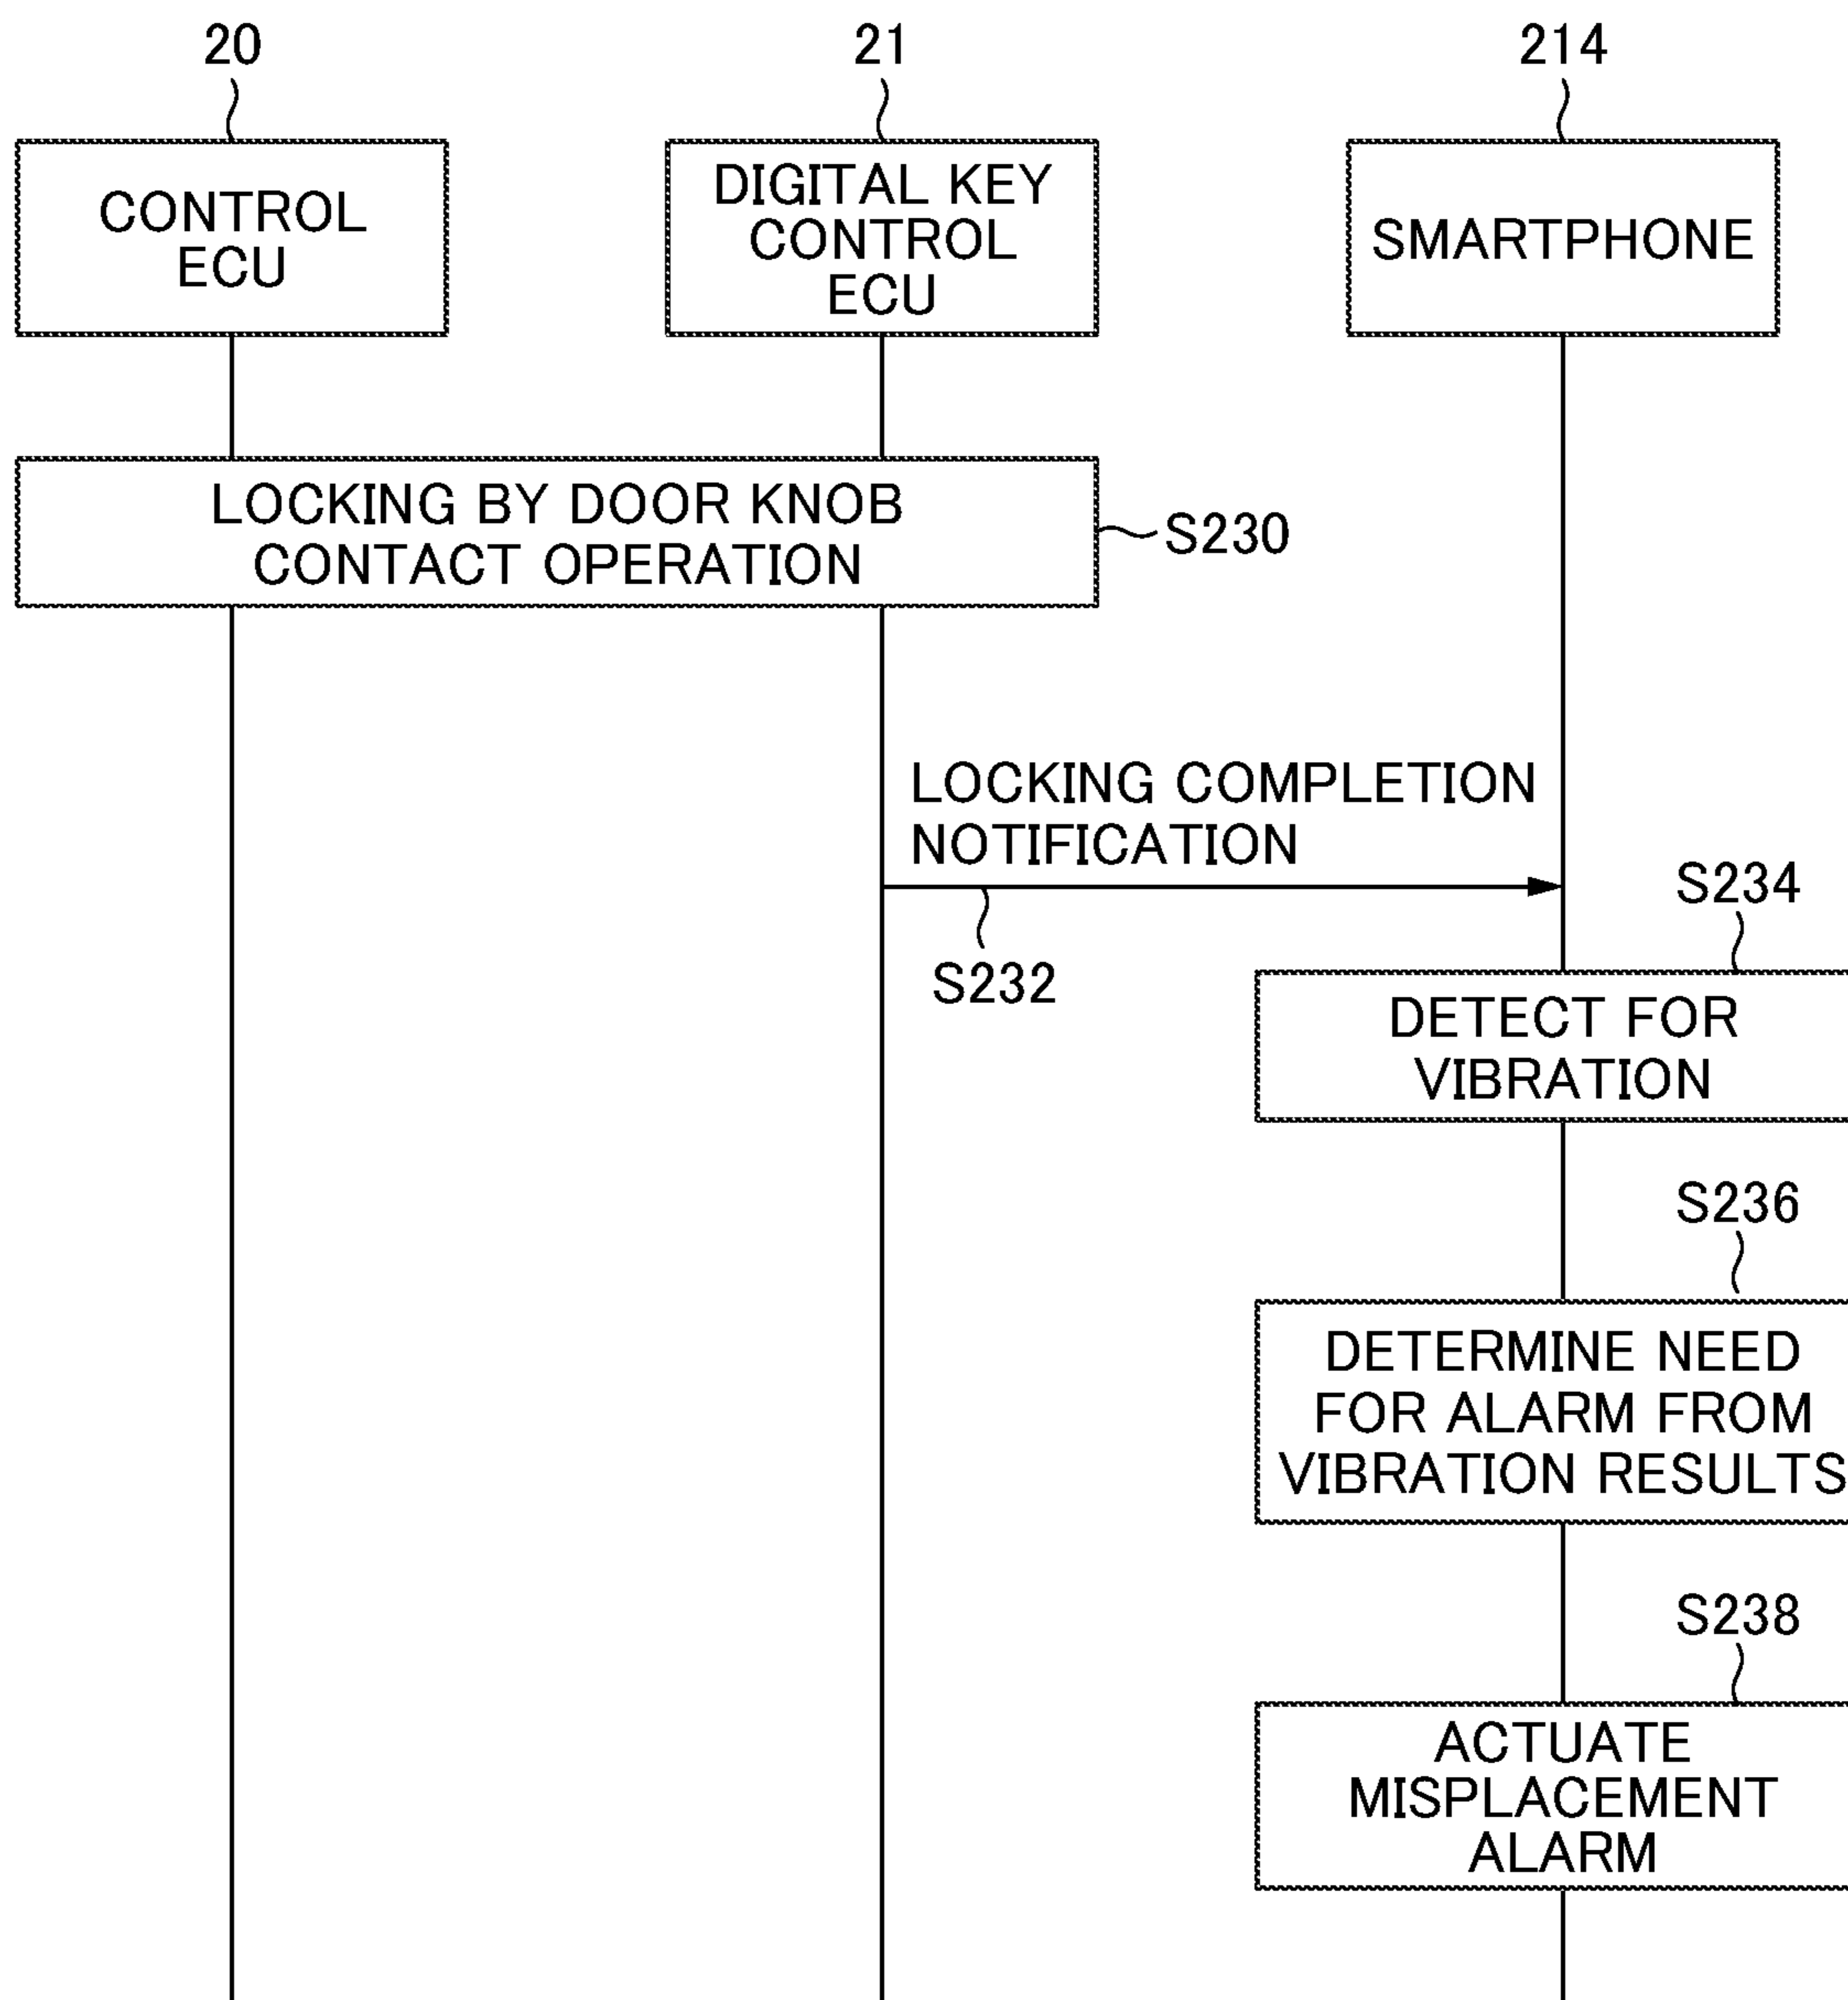 20
21
214
CONTROL
ECU
DIGITAL KEY
CONTROL
ECU
SMARTPHONE
LOCKING BY DOOR KNOB
CONTACT OPERATION
S230
LOCKING COMPLETION
NOTIFICATION
S232
S234
DETECT FOR
VIBRATION
S236
DETERMINE NEED
FOR ALARM FROM
VIBRATION RESULTS
S238
ACTUATE
MISPLACEMENT
ALARM